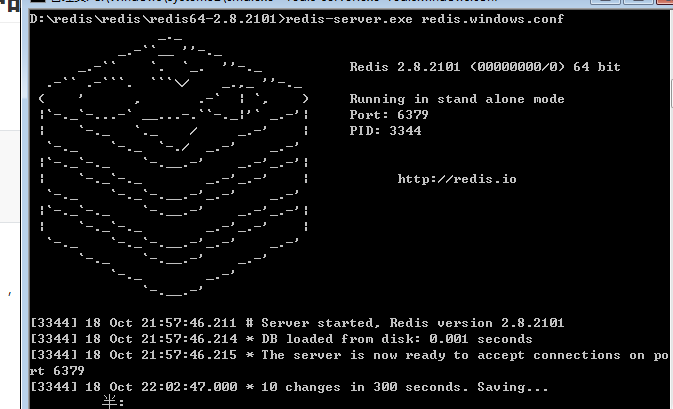 D:\redis\redis\redis64-2.8.2101>redis-server.exe redis.windows.conf
Redis 2.8.2101 (00000000/0) 64 bit
Running in stand alone mode
Port: 6379
PID: 3344
http://redis.io
[3344] 18 Oct 21:57:46.211 # Server started, Redis version 2.8.2101
[3344] 18 Oct 21:57:46.214 * DB loaded from disk: 0.001 seconds
[3344] 18 Oct 21:57:46.215 * The server is now ready to accept connections on po
rt 6379
[3344] 18 Oct 22:02:47.000 * 10 changes in 300 seconds. Saving...
半: